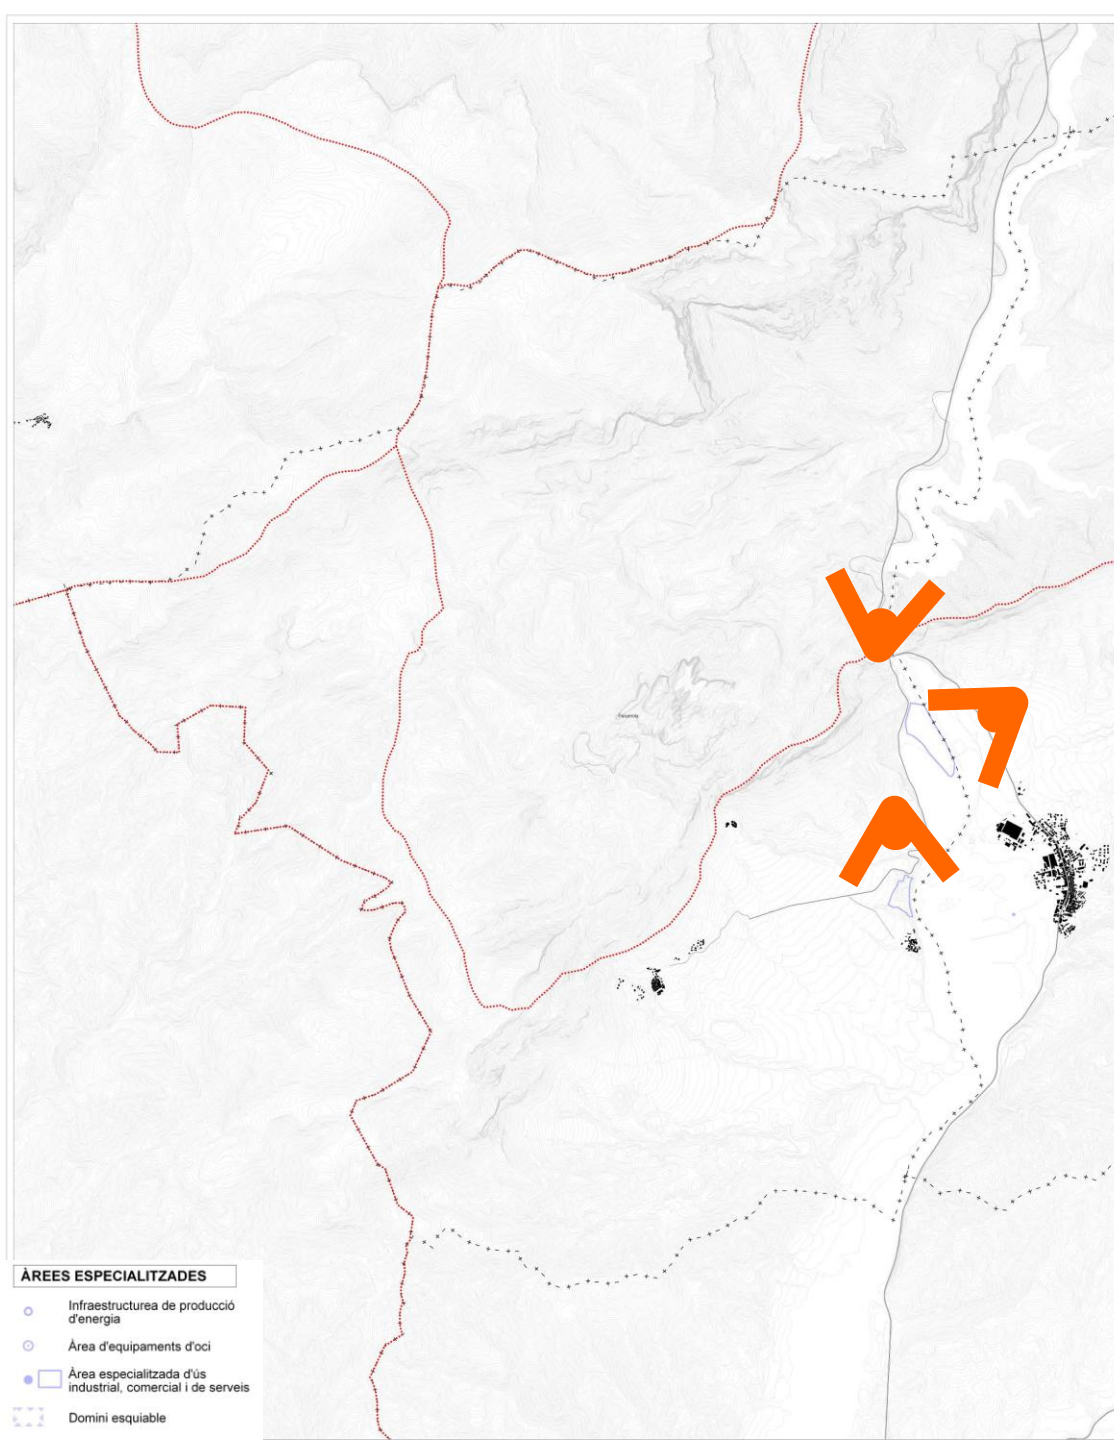 ÀREES ESPECIALITZADES
Infraestructurea de producció
d'energia
Àrea d'equipaments d'oci
Àrea especialitzada d'ús
industrial, comercial i de serveis
Domini esquiable